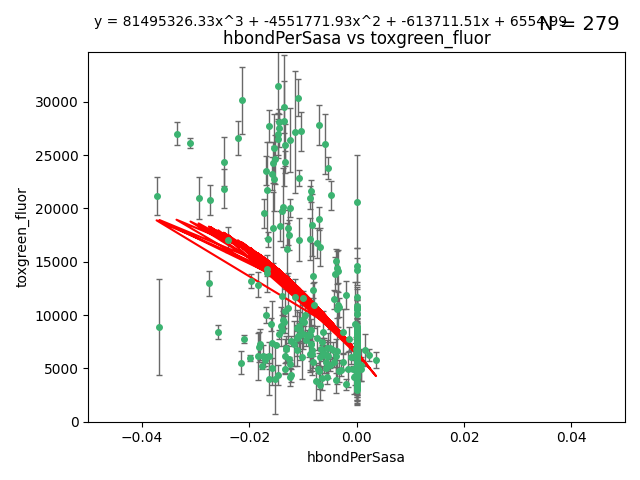 y = 81495326.33x^3 + -4551771.93x^2 + -613711.51x + 6554.99
N = 279
hbondPerSasa vs toxgreen_fluor
toxgreen_fluor
30000
25000
20000
15000
10000
5000
0
−0.04
−0.02
0.00
0.02
0.04
hbondPerSasa